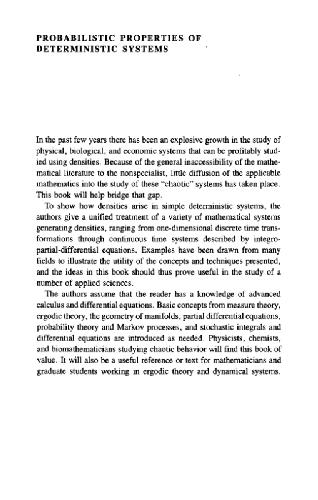 PROBABILISTIC PROPERTIES OF
DETERMINISTIC SYSTEMS
In the past few years there has been an explosive growth in the study of
physical, biological, and economic systems that can be profitably stud-
ied using densities. Because of the general inaccessibility of the mathe-
matical literature to the nonspecialist, little diffusion of the applicable
mathematics into the study of these "chaotic" systems has taken place.
This book will help bridge that gap.
To show how densities arise in simple deterministic systems, the
authors give a unified treatment of a variety of mathematical systems
generating densities, ranging from one-dimensional discrete time trans-
formations through continuous time systems described by integro-
partial-differential equations. Examples have been drawn from many
fields to illustrate the utility of the concepts and techniques presented,
and the ideas in this book should thus prove useful in the study of a
number of applied sciences.
The authors assume that the reader has a knowledge of advanced
calculus and differential equations. Basic concepts from measure theory,
ergodic theory, the geometry of manifolds, partial differential equations,
probability theory and Markov processes, and stochastic integrals and
differential equations are introduced as needed. Physicists, chemists,
and biomathematicians studying chaotic behavior will find this book of
value. It will also be a useful reference or text for mathematicians and
graduate students working in ergodic theory and dynamical systems.